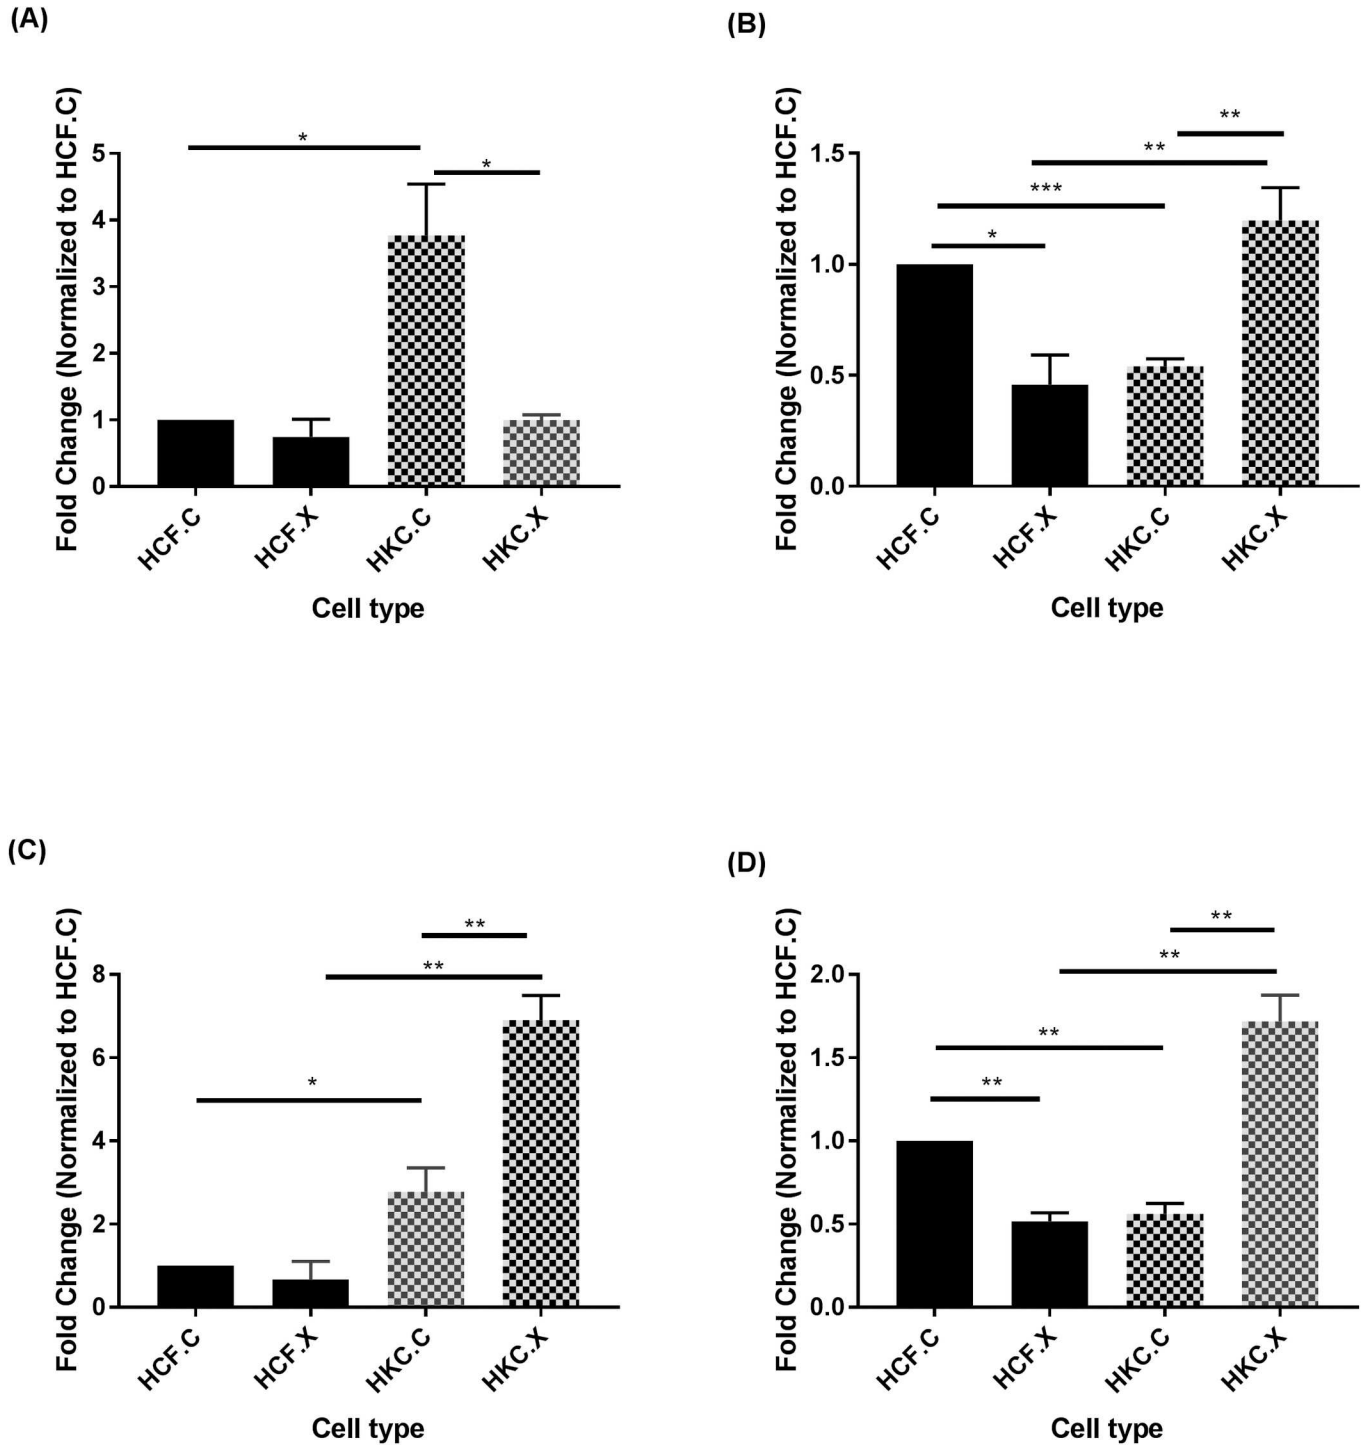 (A)
Fold Change (Normalized to HCF.C)
5
4
3
2
1
0
*
*
HCF.C
HCF.X
HKC.C
HKC.X
Cell type
(B)
Fold Change (Normalized to HCF.C)
1.5
1.0
0.5
0.0
**
**
***
*
HCF.C
HCF.X
HKC.C
HKC.X
Cell type
(C)
Fold Change (Normalized to HCF.C)
8
6
4
2
0
**
**
*
HCF.C
HCF.X
HKC.C
HKC.X
Cell type
(D)
Fold Change (Normalized to HCF.C)
2.0
1.5
1.0
0.5
0.0
**
**
**
**
HCF.C
HCF.X
HKC.C
HKC.X
Cell type